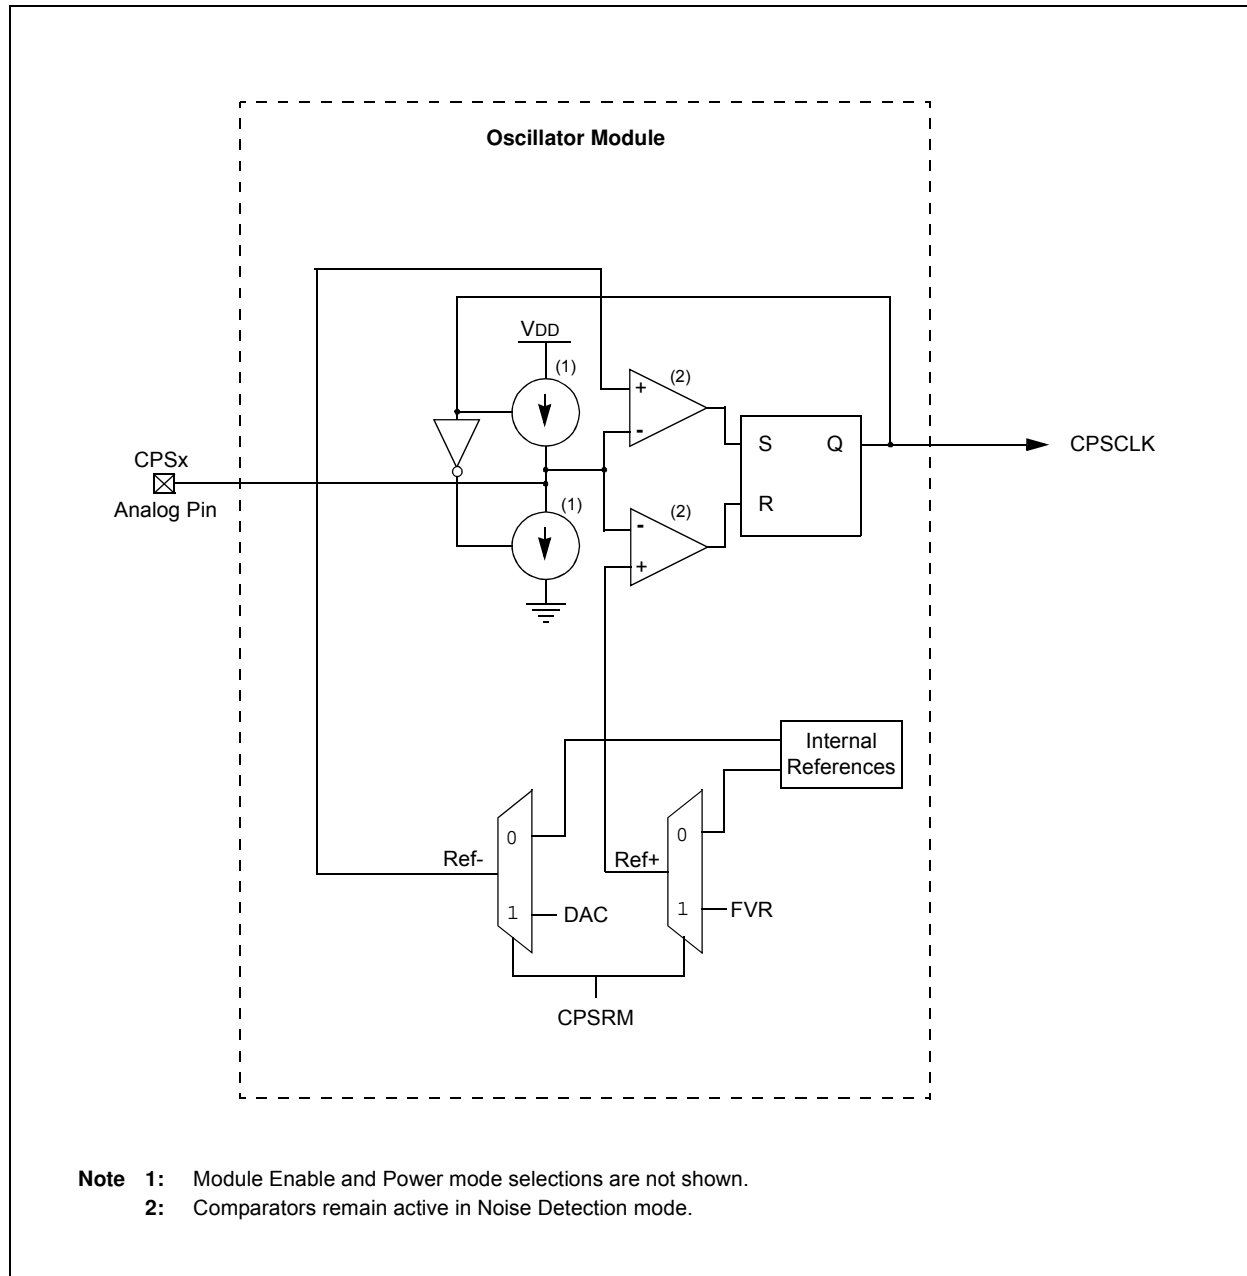 Oscillator Module
VDD
(1)
(2)
+
-
S Q
CPSCLK
CPSx
Analog Pin
(1)
(2)
R
-
+
Internal
References
0
0
Ref-
Ref+
1
DAC
1
FVR
CPSRM
Note 1: Module Enable and Power mode selections are not shown.
2: Comparators remain active in Noise Detection mode.